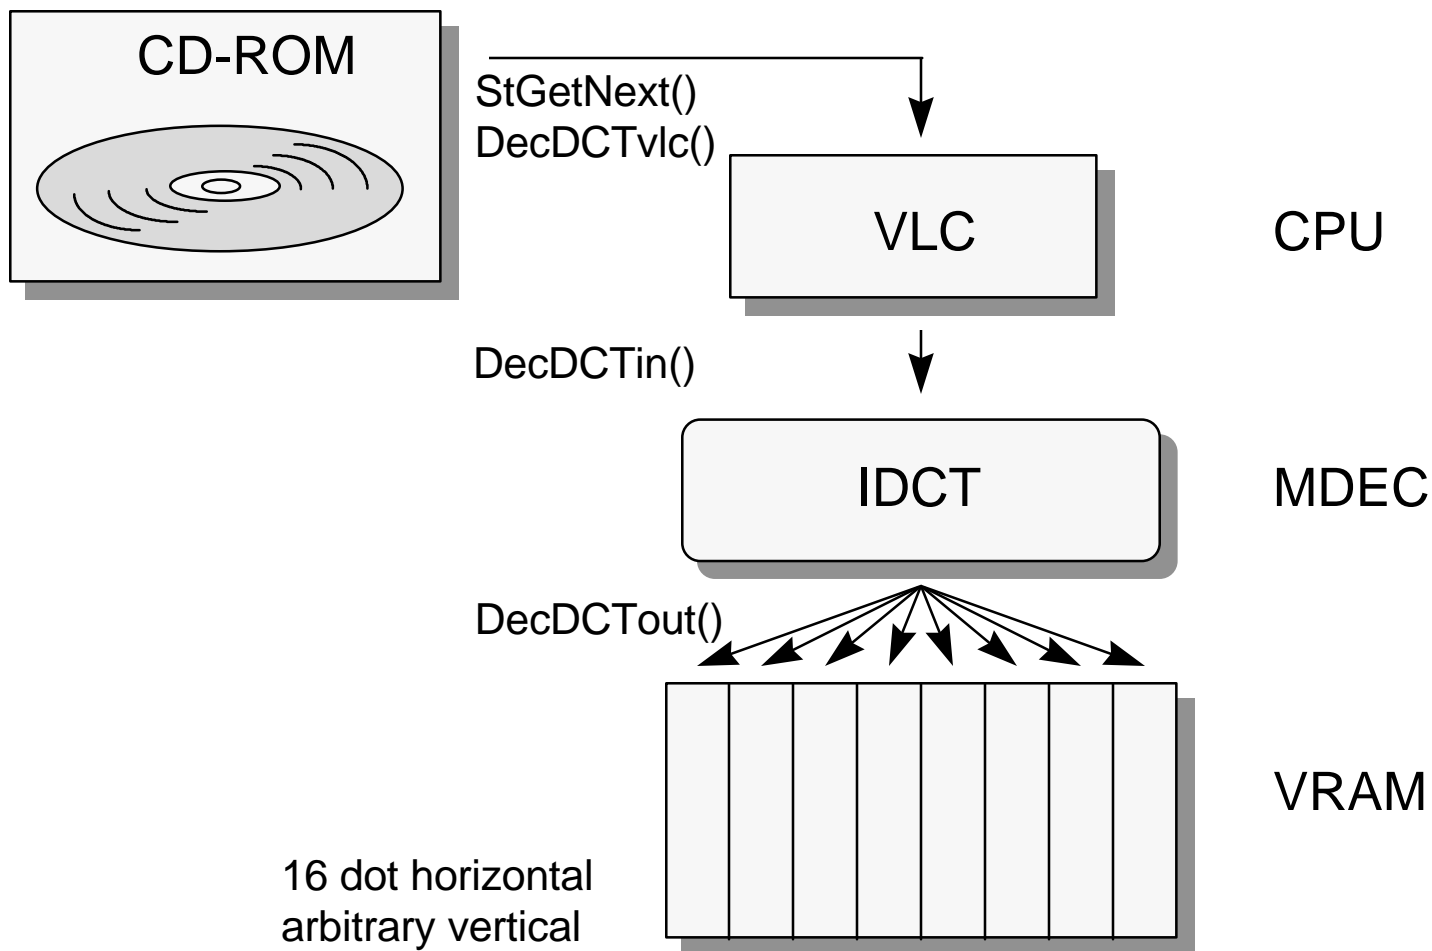 CD-ROM
StGetNext()
DecDCTvlc()
VLC
CPU
DecDCTin()
IDCT
MDEC
DecDCTout()
VRAM
16 dot horizontal
arbitrary vertical